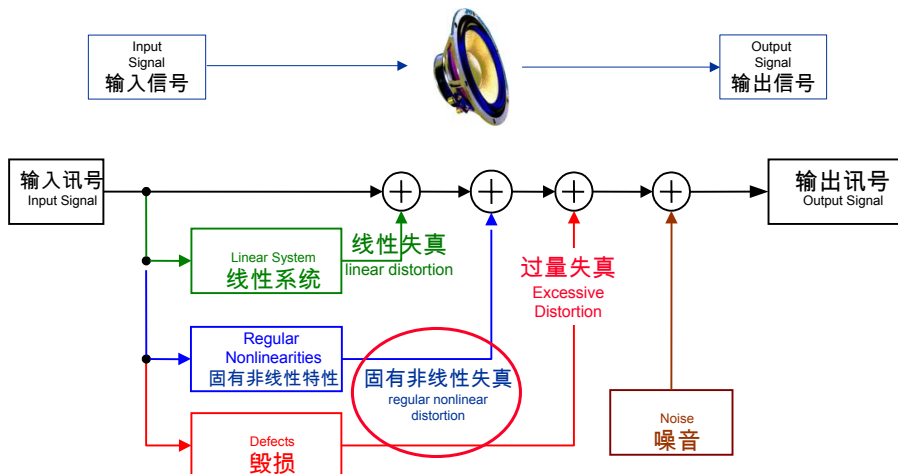 Input
Signal
输入信号
Output
Signal
输出信号
输入讯号
Input Signal
输出讯号
Output Signal
Linear System
线性系统
线性失真
linear distortion
过量失真
Excessive
Distortion
Regular
Nonlinearities
固有非线性特性
固有非线性失真
regular nonlinear
distortion
Noise
噪音
Defects
毁损